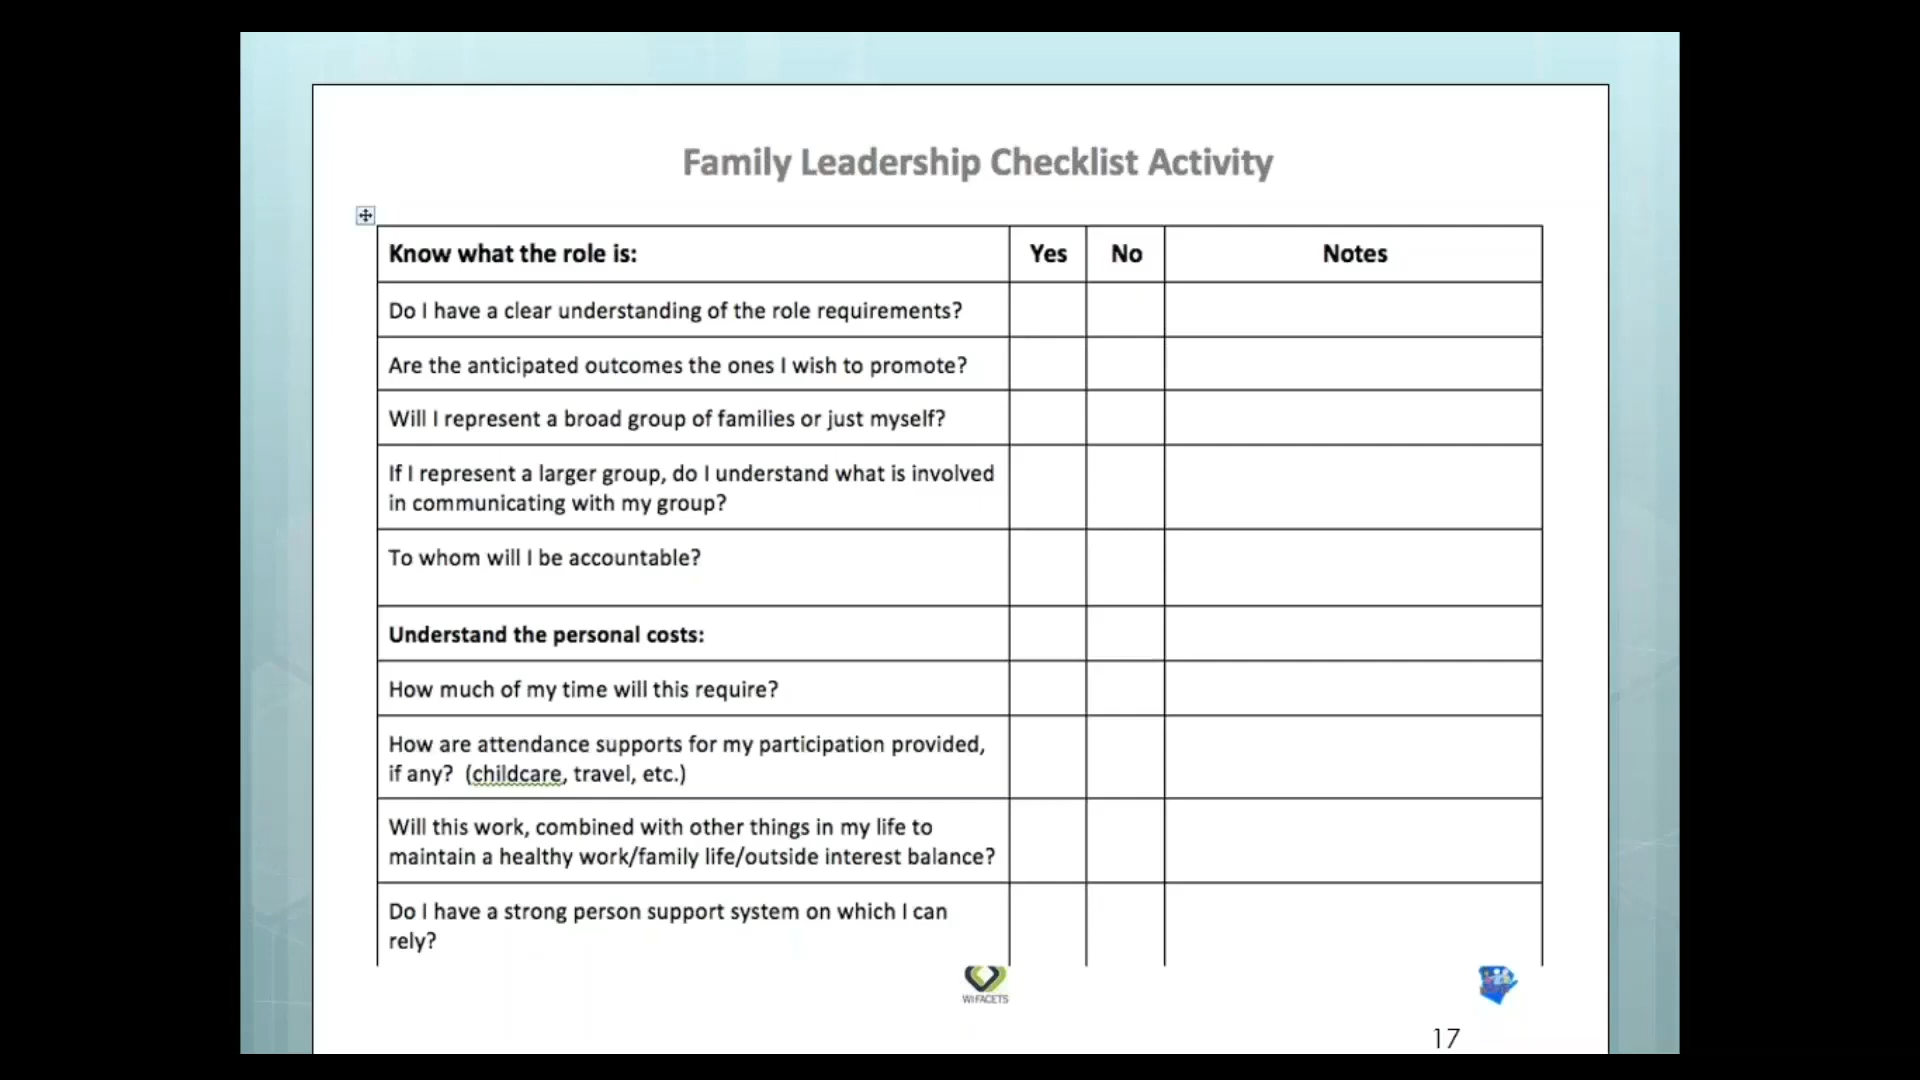 Family Leadership Checklist Activity
Know what the role is: Yes No Notes
Do I have a clear understanding of the role requirements?
Are the anticipated outcomes the ones I wish to promote?
Will I represent a broad group of families or just myself?
If I represent a larger group, do I understand what is involved
in communicating with my group?
To whom will I be accountable?
Understand the personal costs:
How much of my time will this require?
How are attendance supports for my participation provided,
if any? (childcare, travel, etc.)
Will this work, combined with other things in my life to
maintain a healthy work/family life/outside interest balance?
Do I have a strong person support system on which I can
rely?
WI FACETS
17